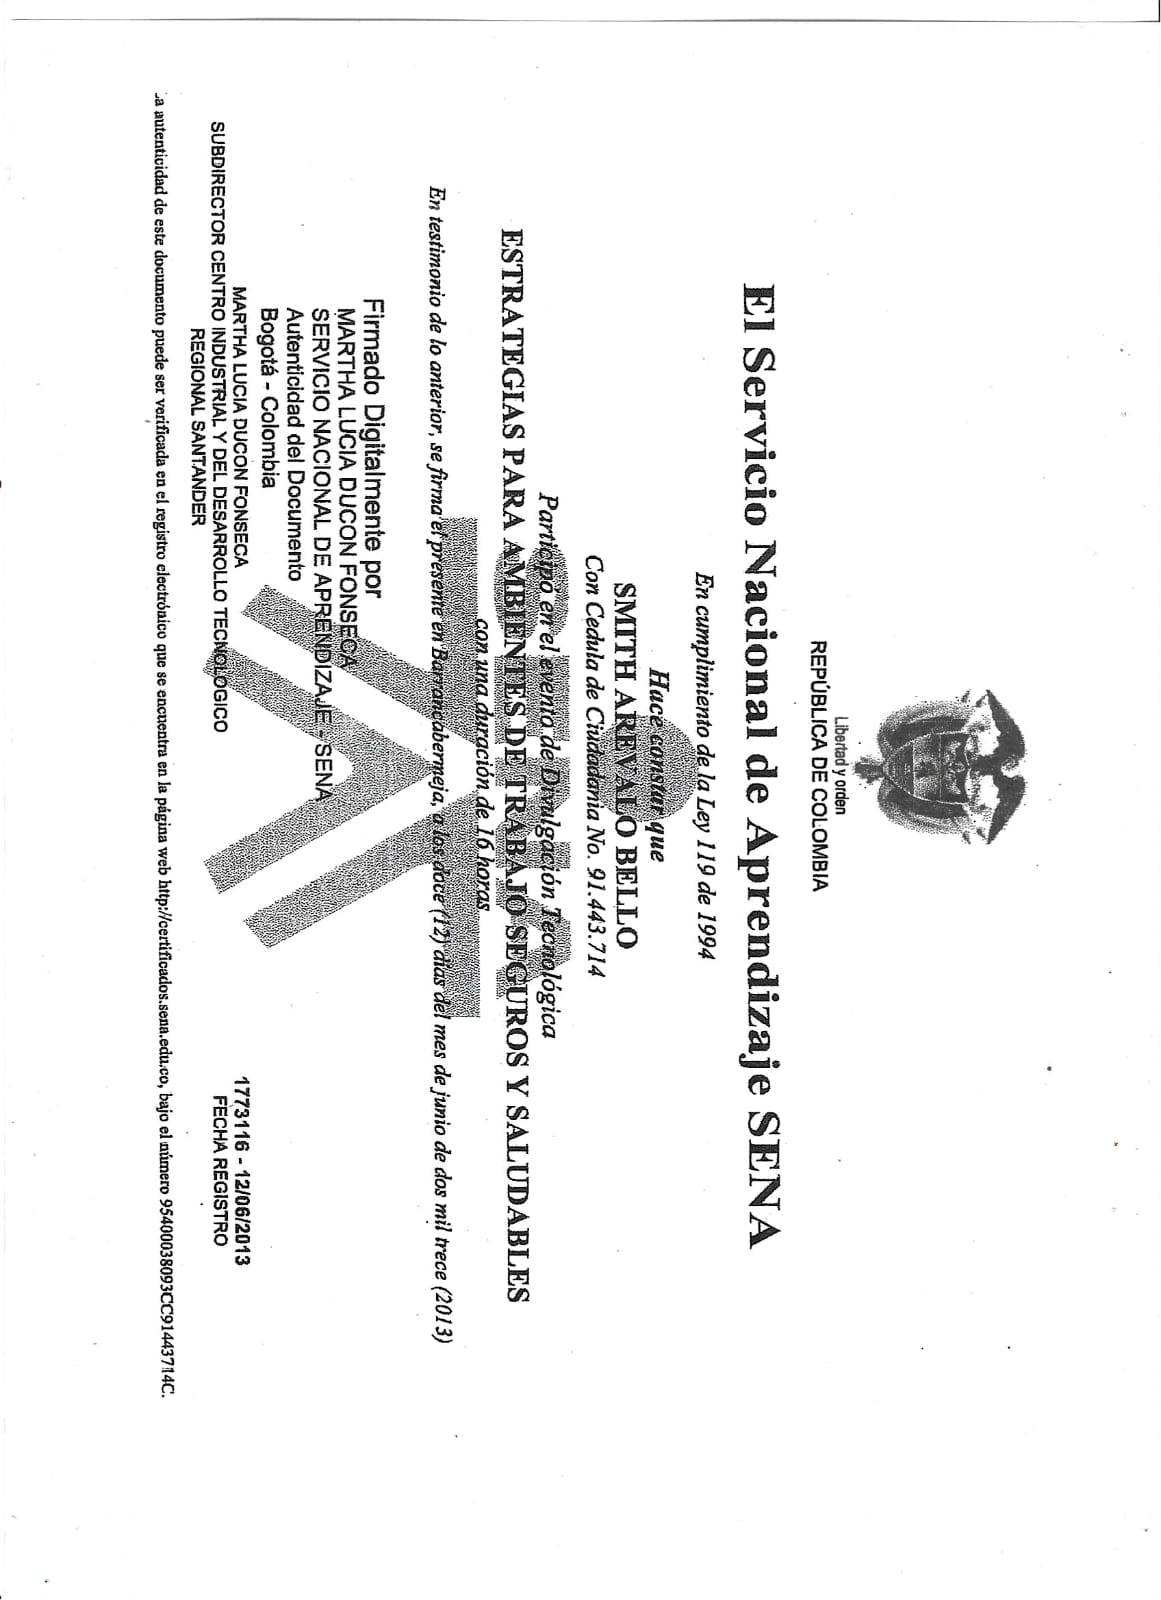 Libertad y orden
REPÚBLICA DE COLOMBIA
El Servicio Nacional de Aprendizaje SENA
En cumplimiento de la Ley 119 de 1994
Hace constar que
SMITH AREVALO BELLO
Con Cedula de Ciudadania No. 91.443.714
Participo en el evento de Divulgación Tecnológica
ESTRATEGIAS PARA AMBIENTES DE TRABAJO SEGUROS Y SALUDABLES
con una duración de 16 horas
En testimonio de lo anterior, se firma el presente en Barrancabermeja, a los doce (12) días del mes de junio de dos mil trece (2013)
Firmado Digitalmente por
MARTHA LUCIA DUCON FONSECA
SERVICIO NACIONAL DE APRENDIZAJE - SENA
Autenticidad del Documento
Bogotá - Colombia
MARTHA LUCIA DUCON FONSECA
SUBDIRECTOR CENTRO INDUSTRIAL Y DEL DESARROLLO TECNOLOGICO
REGIONAL SANTANDER
1773116 - 12/06/2013
FECHA REGISTRO
La autenticidad de este documento puede ser verificada en el registro electrónico que se encuentra en la página web http://certificados.sena.edu.co, bajo el número 95400038093CC91443714C.